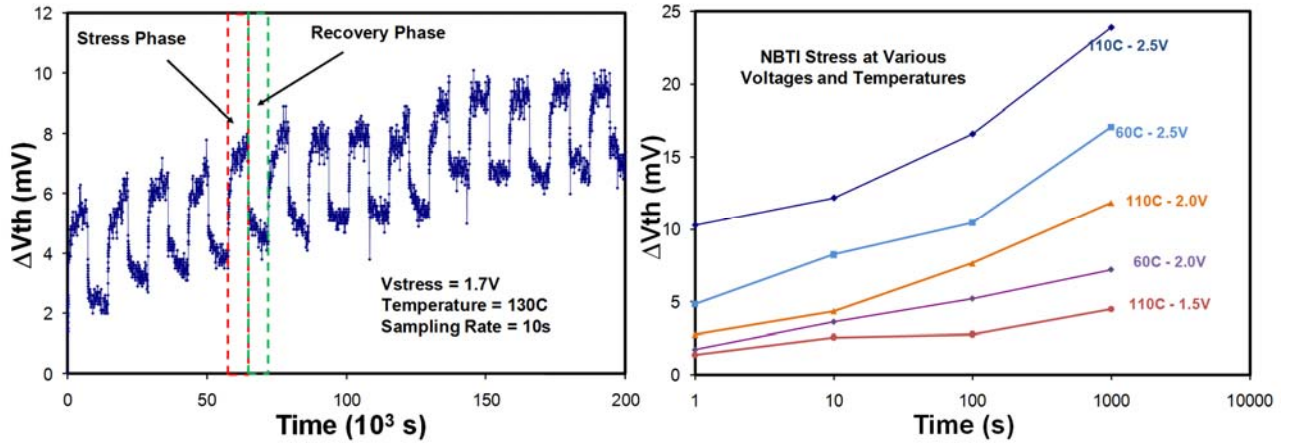 12
10
8
6
4
2
0
ΔVth (mV)
Stress Phase
Recovery Phase
Vstress = 1.7V
Temperature = 130C
Sampling Rate = 10s
0
50
100
150
200
Time (10³ s)
25
20
15
10
5
0
ΔVth (mV)
NBTI Stress at Various
Voltages and Temperatures
110C - 2.5V
60C - 2.5V
110C - 2.0V
60C - 2.0V
110C - 1.5V
1
10
100
1000
10000
Time (s)